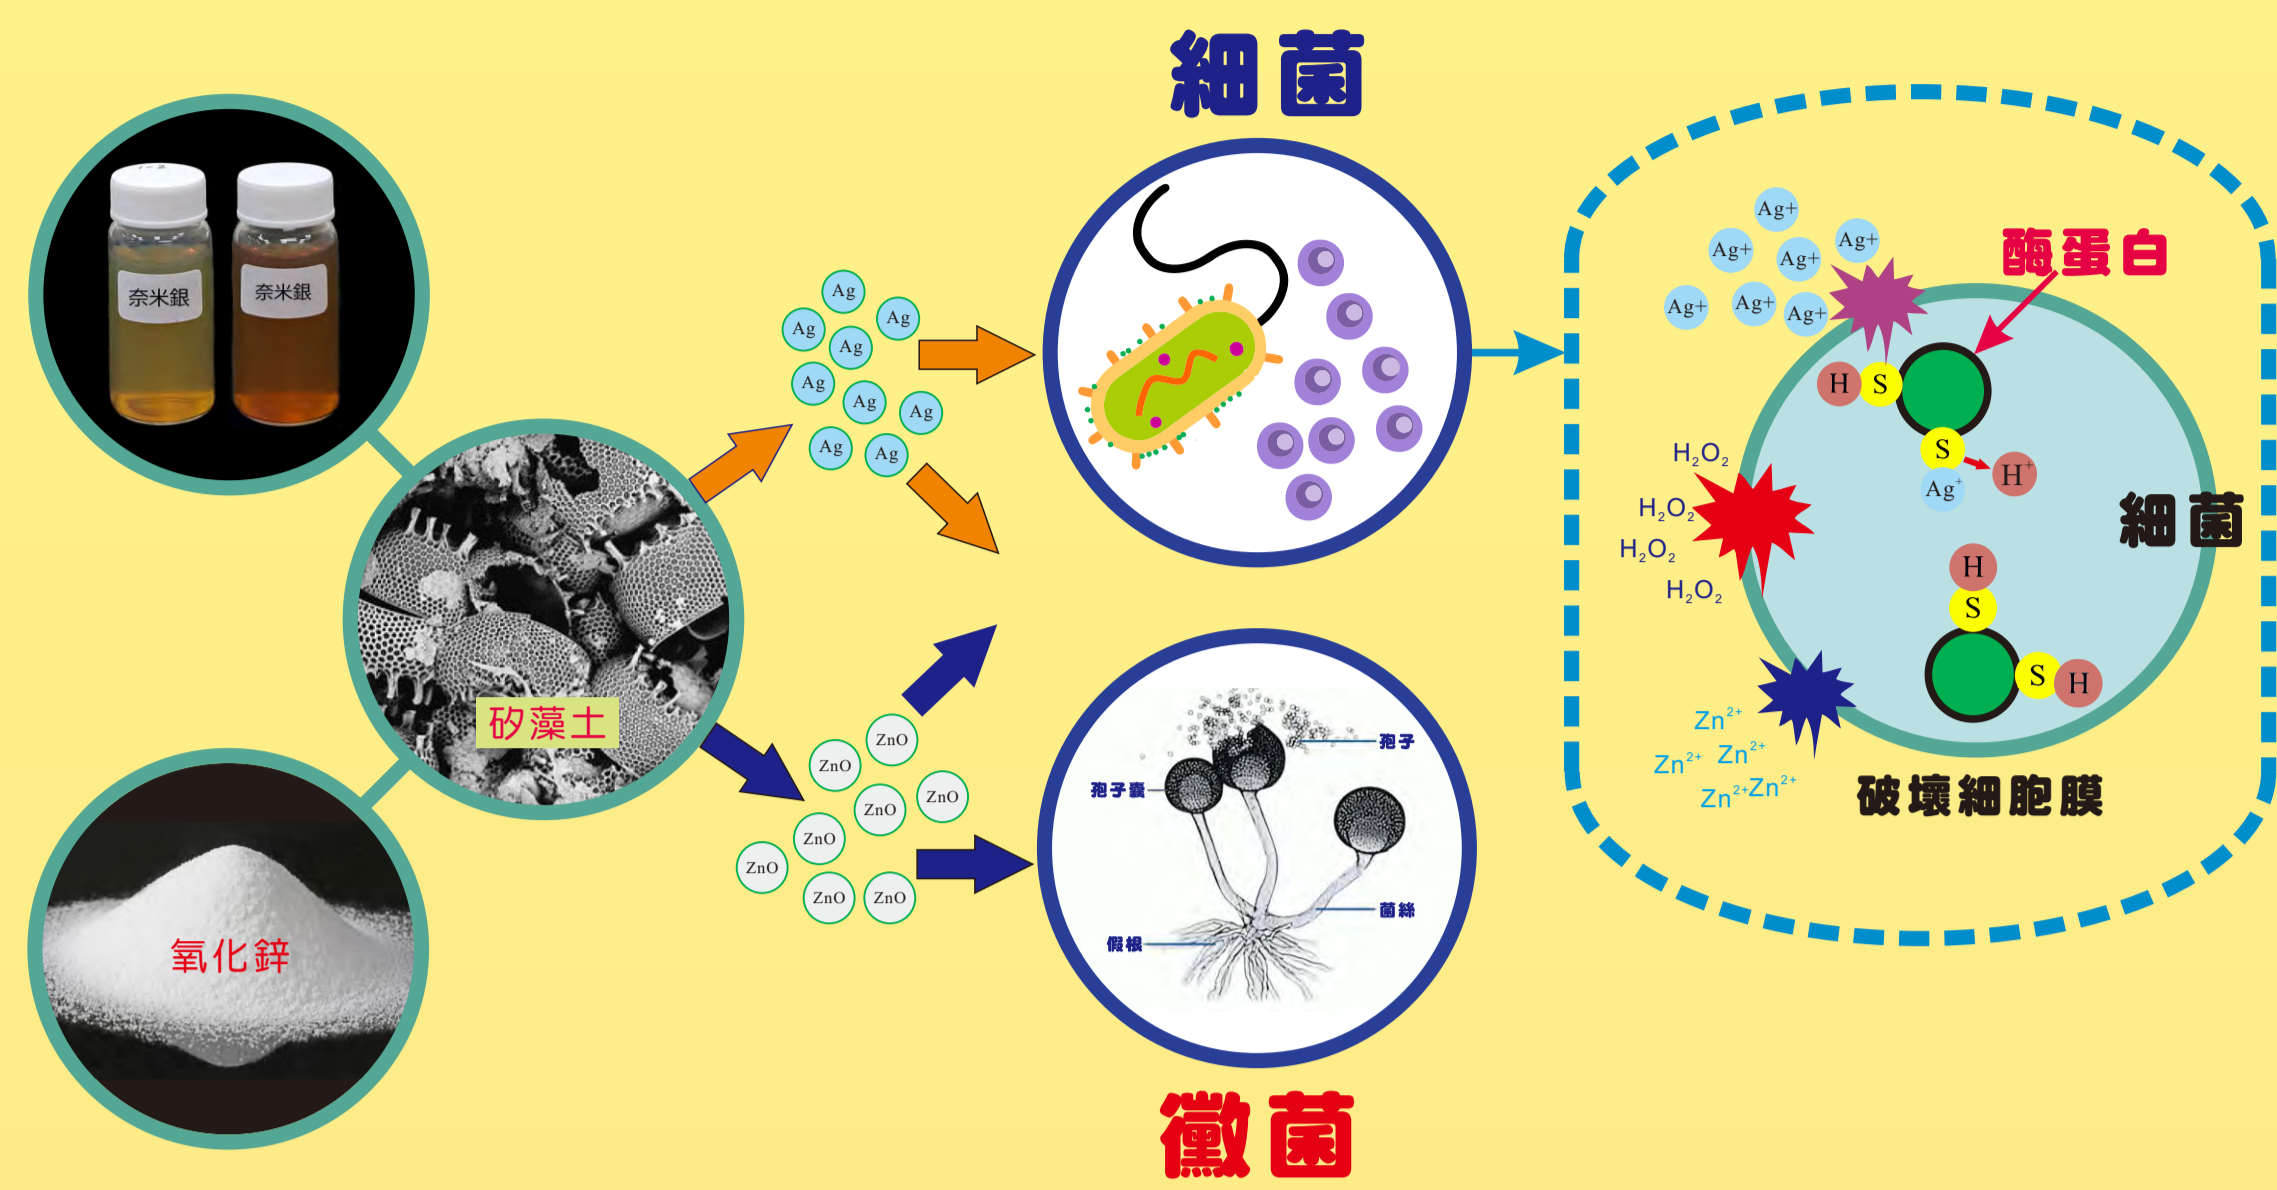 細菌
奈米銀
奈米銀
Ag
Ag
Ag
Ag
Ag
Ag
Ag
Ag
Ag
矽藻土
氧化鋅
ZnO
ZnO
ZnO
ZnO
ZnO
ZnO
ZnO
ZnO
孢子
孢子囊
菌絲
假根
黴菌
Ag+
Ag+
Ag+
Ag+
Ag+
Ag+
Ag+
酶蛋白
H S
S
H⁺
Ag⁺
H₂O₂
H₂O₂
H₂O₂
H₂O₂
細菌
H
S
S H
Zn²⁺
Zn²⁺
Zn²⁺
Zn²⁺
Zn²⁺
破壞細胞膜